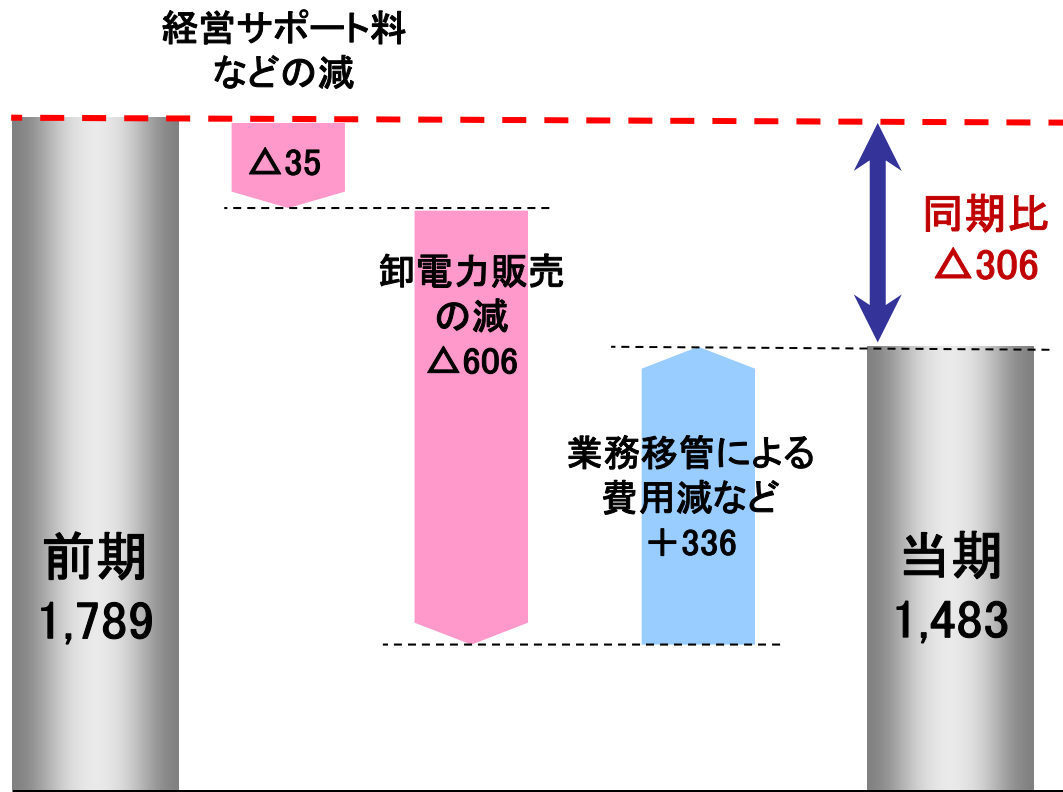 経営サポート料
などの減
△35
卸電力販売
の減
△606
業務移管による
費用減など
＋336
同期比
△306
前期
1,789
当期
1,483